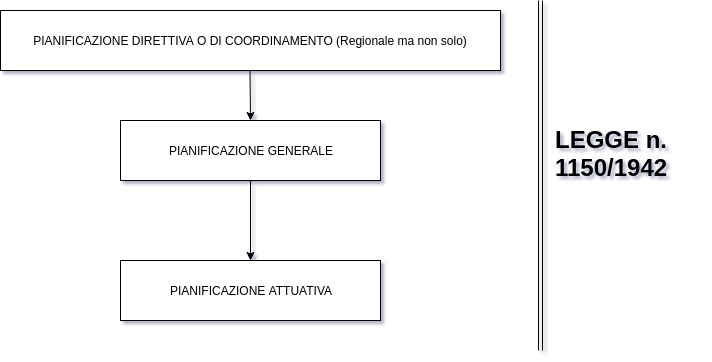 PIANIFICAZIONE DIRETTIVA O DI COORDINAMENTO (Regionale ma non solo)
PIANIFICAZIONE GENERALE
PIANIFICAZIONE ATTUATIVA
LEGGE n.
1150/1942